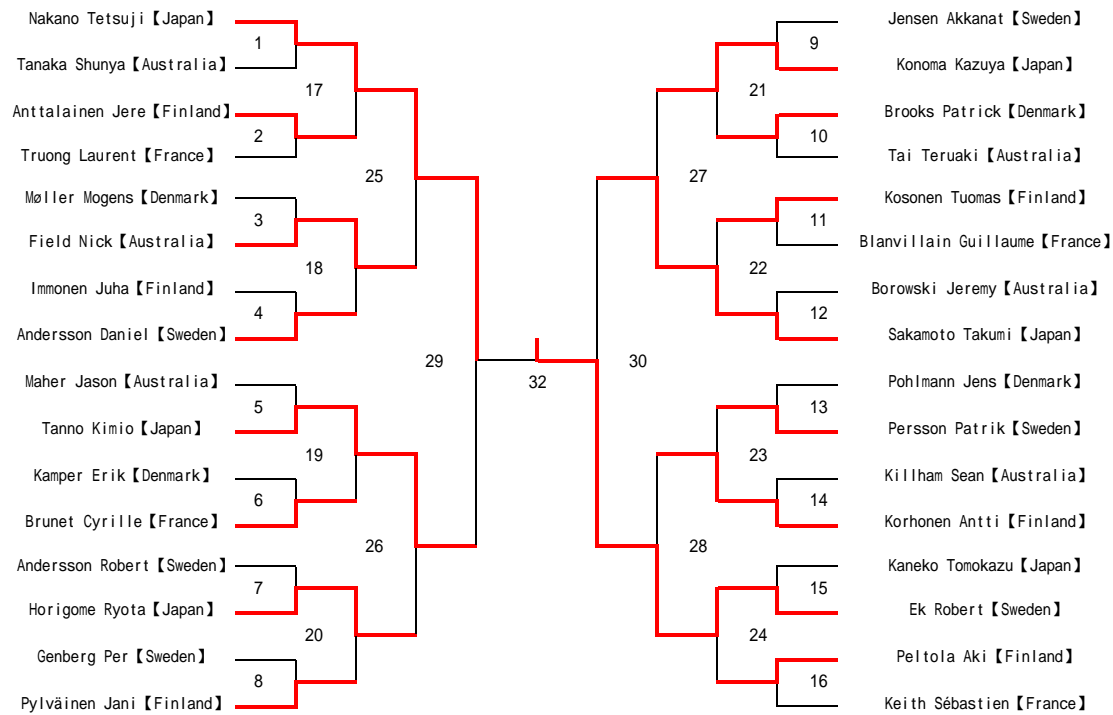 Nakano Tetsuji【Japan】
1
Tanaka Shunya【Australia】
17
Anttalainen Jere【Finland】
2
Truong Laurent【France】
25
Møller Mogens【Denmark】
3
Field Nick【Australia】
18
Immonen Juha【Finland】
4
Andersson Daniel【Sweden】
29
Maher Jason【Australia】
5
Tanno Kimio【Japan】
19
Kamper Erik【Denmark】
6
Brunet Cyrille【France】
26
Andersson Robert【Sweden】
7
Horigome Ryota【Japan】
20
Genberg Per【Sweden】
8
Pylväinen Jani【Finland】
32
Jensen Akkanat【Sweden】
9
Konoma Kazuya【Japan】
21
Brooks Patrick【Denmark】
10
Tai Teruaki【Australia】
27
Kosonen Tuomas【Finland】
11
Blanvillain Guillaume【France】
22
Borowski Jeremy【Australia】
12
Sakamoto Takumi【Japan】
30
Pohlmann Jens【Denmark】
13
Persson Patrik【Sweden】
23
Killham Sean【Australia】
14
Korhonen Antti【Finland】
28
Kaneko Tomokazu【Japan】
15
Ek Robert【Sweden】
24
Peltola Aki【Finland】
16
Keith Sébastien【France】